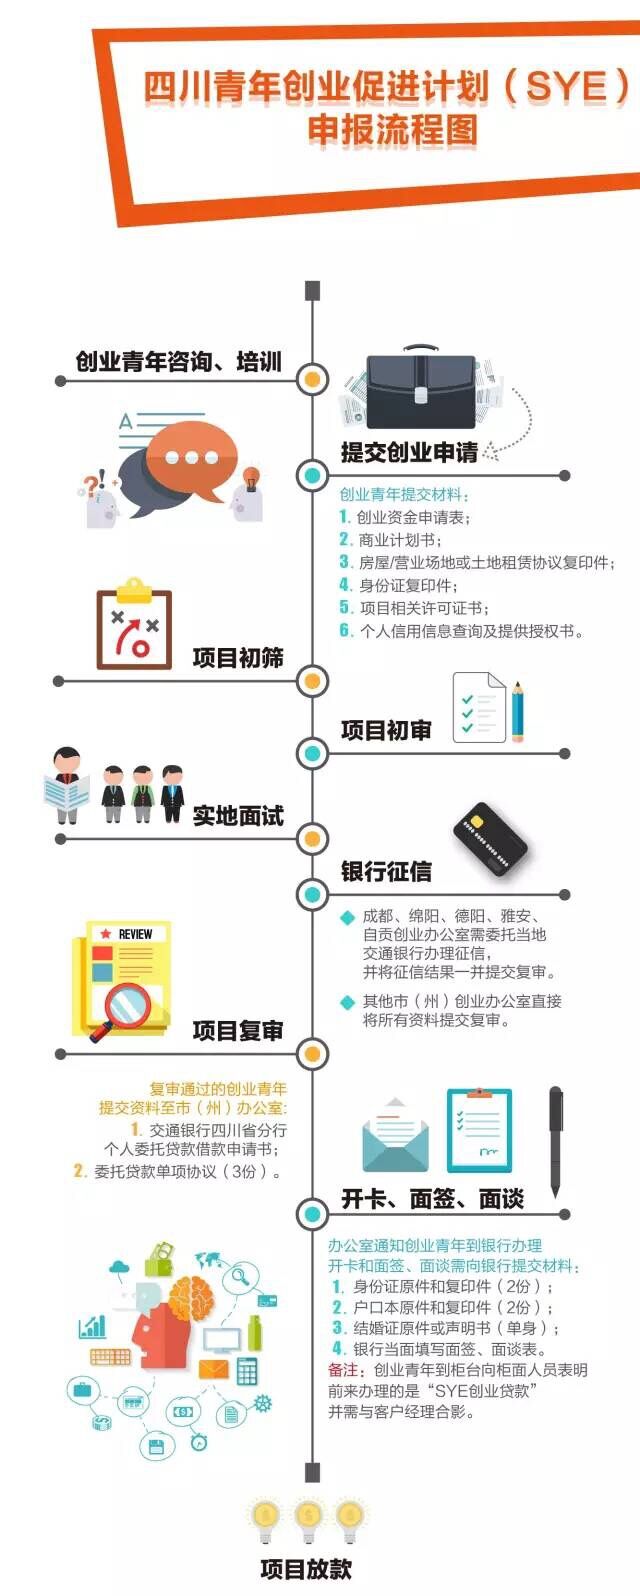 四川青年创业促进计划（SYE）
申报流程图
创业青年咨询、培训
A
提交创业申请
创业青年提交材料：
1. 创业资金申请表；
2. 商业计划书；
3. 房屋/营业场地或土地租赁协议复印件；
4. 身份证复印件；
5. 项目相关许可证书；
6. 个人信用信息查询及提供授权书。
项目初筛
项目初审
实地面试
银行征信
成都、绵阳、德阳、雅安、
自贡创业办公室需委托当地
交通银行办理征信，
并将征信结果一并提交复审。
其他市（州）创业办公室直接
将所有资料提交复审。
REVIEW
项目复审
复审通过的创业青年
提交资料至市（州）办公室:
1. 交通银行四川省分行
个人委托贷款借款申请书；
2. 委托贷款单项协议（3份）。
开卡、面签、面谈
办公室通知创业青年到银行办理
开卡和面签、面谈需向银行提交材料：
1. 身份证原件和复印件（2份）；
2. 户口本原件和复印件（2份）；
3. 结婚证原件或声明书（单身）；
4. 银行当面填写面签、面谈表。
备注：创业青年到柜台向柜面人员表明
前来办理的是“SYE创业贷款”
并需与客户经理合影。
项目放款